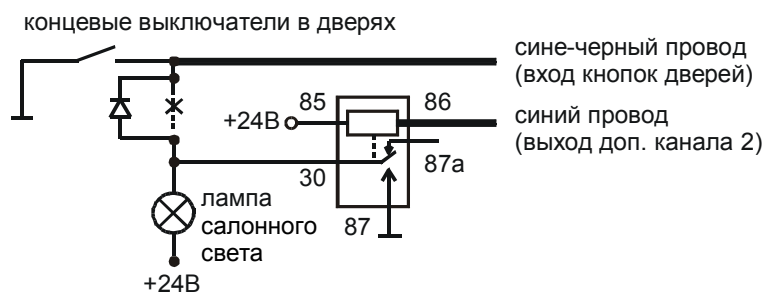 концевые выключатели в дверях
сине-черный провод
(вход кнопок дверей)
85
86
+24В
синий провод
(выход доп. канала 2)
87а
30
лампа
салонного
света
87
+24В